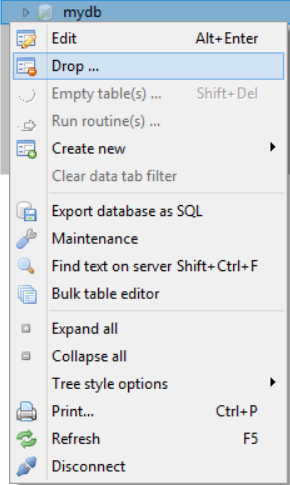 mydb
Edit Alt+Enter
Drop ...
Empty table(s) ... Shift+Del
Run routine(s) ...
Create new
Clear data tab filter
Export database as SQL
Maintenance
Find text on server Shift+Ctrl+F
Bulk table editor
Expand all
Collapse all
Tree style options
Print... Ctrl+P
Refresh F5
Disconnect